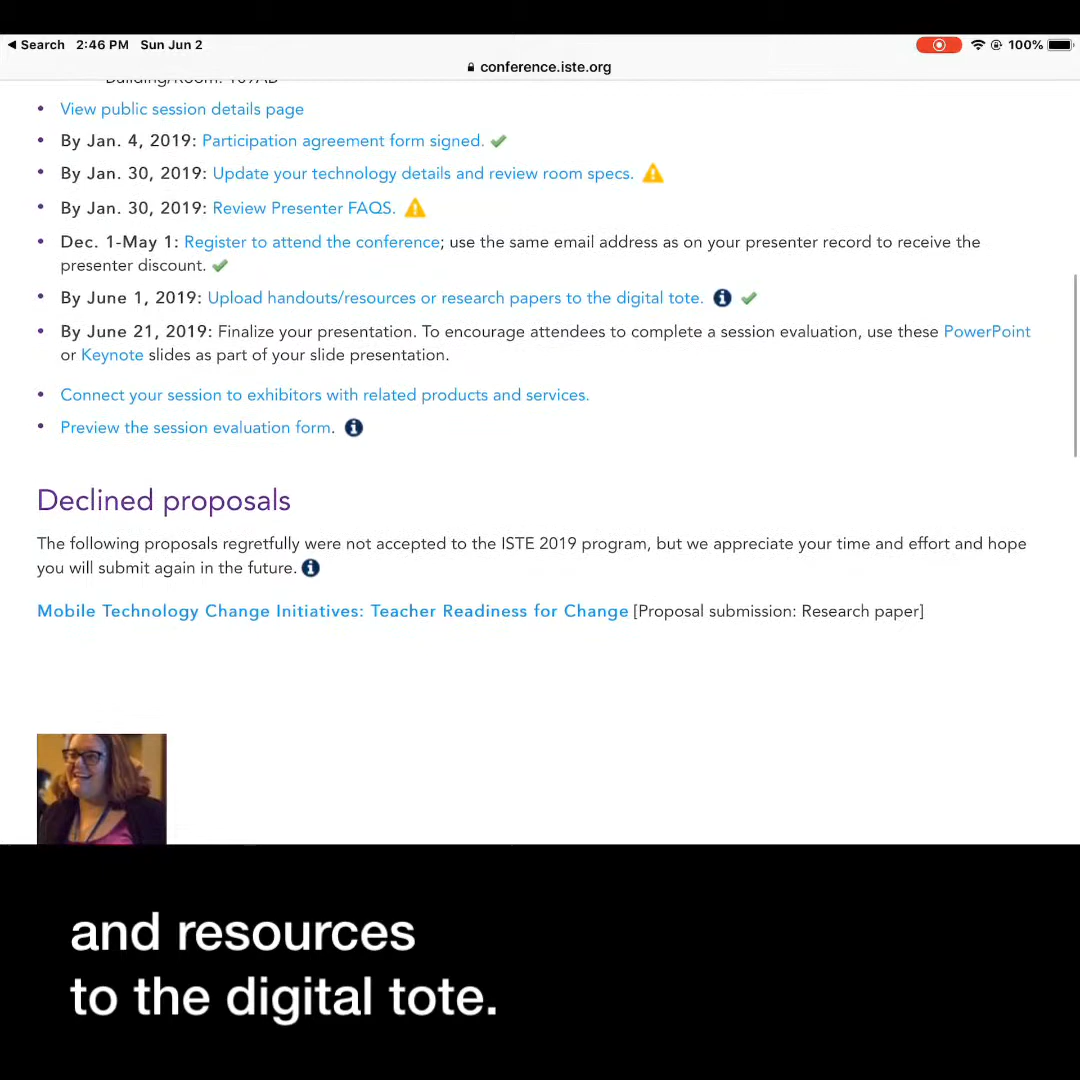 Search 2:46 PM Sun Jun 2 100%
conference.iste.org
Building/Room: 109AB
• View public session details page
• By Jan. 4, 2019: Participation agreement form signed.
• By Jan. 30, 2019: Update your technology details and review room specs.
• By Jan. 30, 2019: Review Presenter FAQS.
• Dec. 1-May 1: Register to attend the conference; use the same email address as on your presenter record to receive the
presenter discount.
• By June 1, 2019: Upload handouts/resources or research papers to the digital tote.
• By June 21, 2019: Finalize your presentation. To encourage attendees to complete a session evaluation, use these PowerPoint
or Keynote slides as part of your slide presentation.
• Connect your session to exhibitors with related products and services.
• Preview the session evaluation form.
Declined proposals
The following proposals regretfully were not accepted to the ISTE 2019 program, but we appreciate your time and effort and hope
you will submit again in the future.
Mobile Technology Change Initiatives: Teacher Readiness for Change [Proposal submission: Research paper]
and resources
to the digital tote.